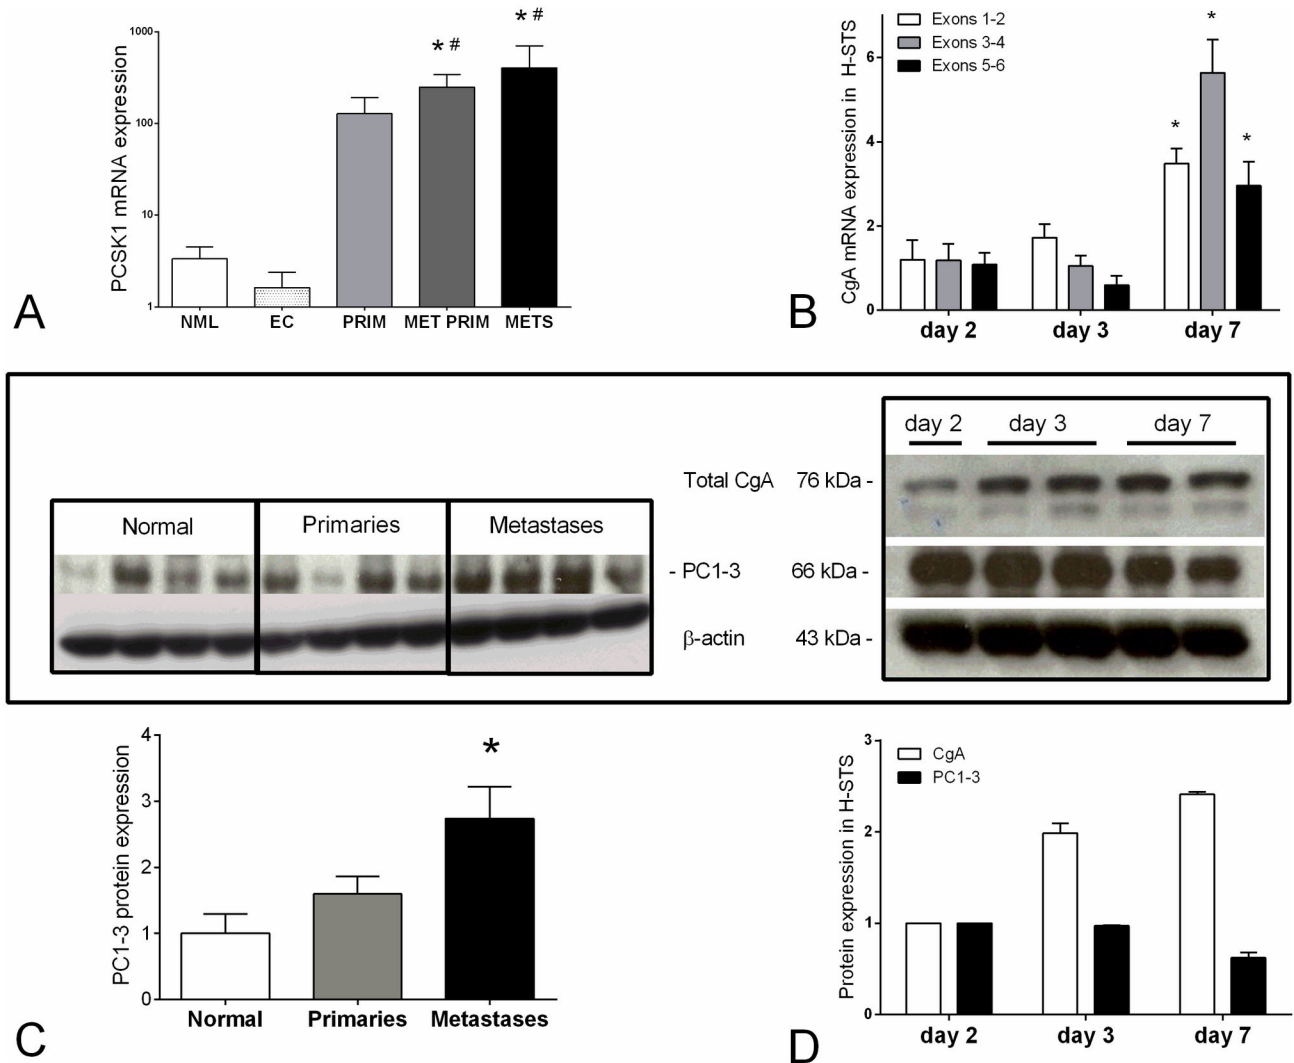 PCSK1 mRNA expression
1000
100
10
1
* #
* #
NML EC PRIM MET PRIM METS
A
CgA mRNA expression in H-STS
6
4
2
0
Exons 1-2
Exons 3-4
Exons 5-6
*
*
*
day 2 day 3 day 7
B
Normal Primaries Metastases
day 2 day 3 day 7
Total CgA 76 kDa -
- PC1-3 66 kDa -
β-actin 43 kDa -
PC1-3 protein expression
4
3
2
1
0
*
Normal Primaries Metastases
C
Protein expression in H-STS
3
2
1
0
CgA
PC1-3
day 2 day 3 day 7
D